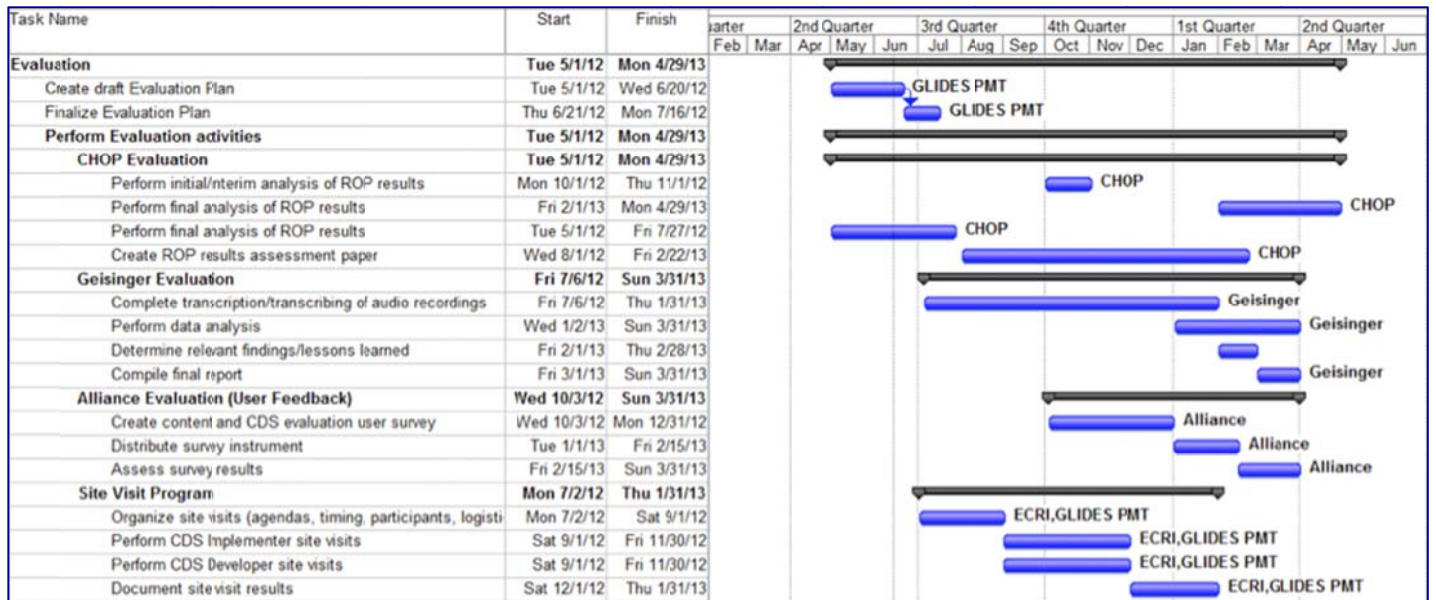 Task Name Start Finish
arter 2nd Quarter 3rd Quarter 4th Quarter 1st Quarter 2nd Quarter
Feb Mar Apr May Jun Jul Aug Sep Oct Nov Dec Jan Feb Mar Apr May Jun
Evaluation Tue 5/1/12 Mon 4/29/13
Create draft Evaluation Plan Tue 5/1/12 Wed 6/20/12 GLIDES PMT
Finalize Evaluation Plan Thu 6/21/12 Mon 7/16/12 GLIDES PMT
Perform Evaluation activities Tue 5/1/12 Mon 4/29/13
CHOP Evaluation Tue 5/1/12 Mon 4/29/13
Perform initial/nterim analysis of ROP results Mon 10/1/12 Thu 11/1/12 CHOP
Perform final analysis of ROP results Fri 2/1/13 Mon 4/29/13 CHOP
Perform final analysis of ROP results Tue 5/1/12 Fri 7/27/12 CHOP
Create ROP results assessment paper Wed 8/1/12 Fri 2/22/13 CHOP
Geisinger Evaluation Fri 7/6/12 Sun 3/31/13
Complete transcription/transcribing of audio recordings Fri 7/6/12 Thu 1/31/13 Geisinger
Perform data analysis Wed 1/2/13 Sun 3/31/13 Geisinger
Determine relevant findings/lessons learned Fri 2/1/13 Thu 2/28/13
Compile final report Fri 3/1/13 Sun 3/31/13 Geisinger
Alliance Evaluation (User Feedback) Wed 10/3/12 Sun 3/31/13
Create content and CDS evaluation user survey Wed 10/3/12 Mon 12/31/12 Alliance
Distribute survey instrument Tue 1/1/13 Fri 2/15/13 Alliance
Assess survey results Fri 2/15/13 Sun 3/31/13 Alliance
Site Visit Program Mon 7/2/12 Thu 1/31/13
Organize site visits (agendas, timing, participants, logisti Mon 7/2/12 Sat 9/1/12 ECRI,GLIDES PMT
Perform CDS Implementer site visits Sat 9/1/12 Fri 11/30/12 ECRI,GLIDES PMT
Perform CDS Developer site visits Sat 9/1/12 Fri 11/30/12 ECRI,GLIDES PMT
Document site visit results Sat 12/1/12 Thu 1/31/13 ECRI,GLIDES PMT